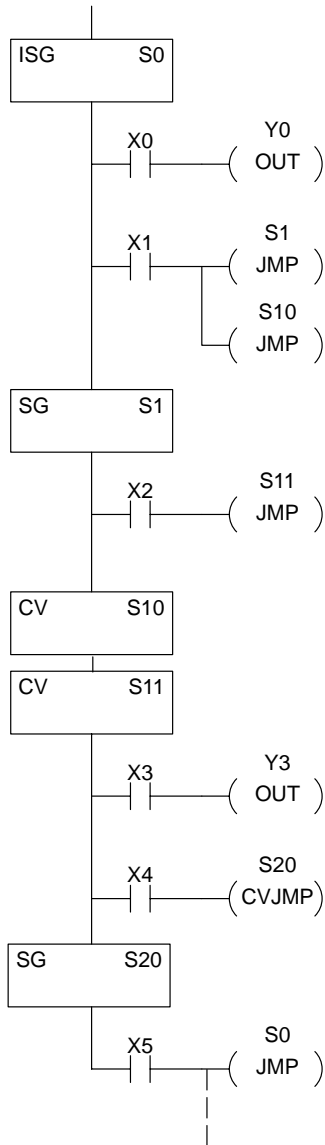 ISG S0
Y0
X0
OUT
S1
X1
JMP
S10
JMP
SG S1
S11
X2
JMP
CV S10
CV S11
Y3
X3
OUT
S20
X4
CVJMP
SG S20
S0
X5
JMP